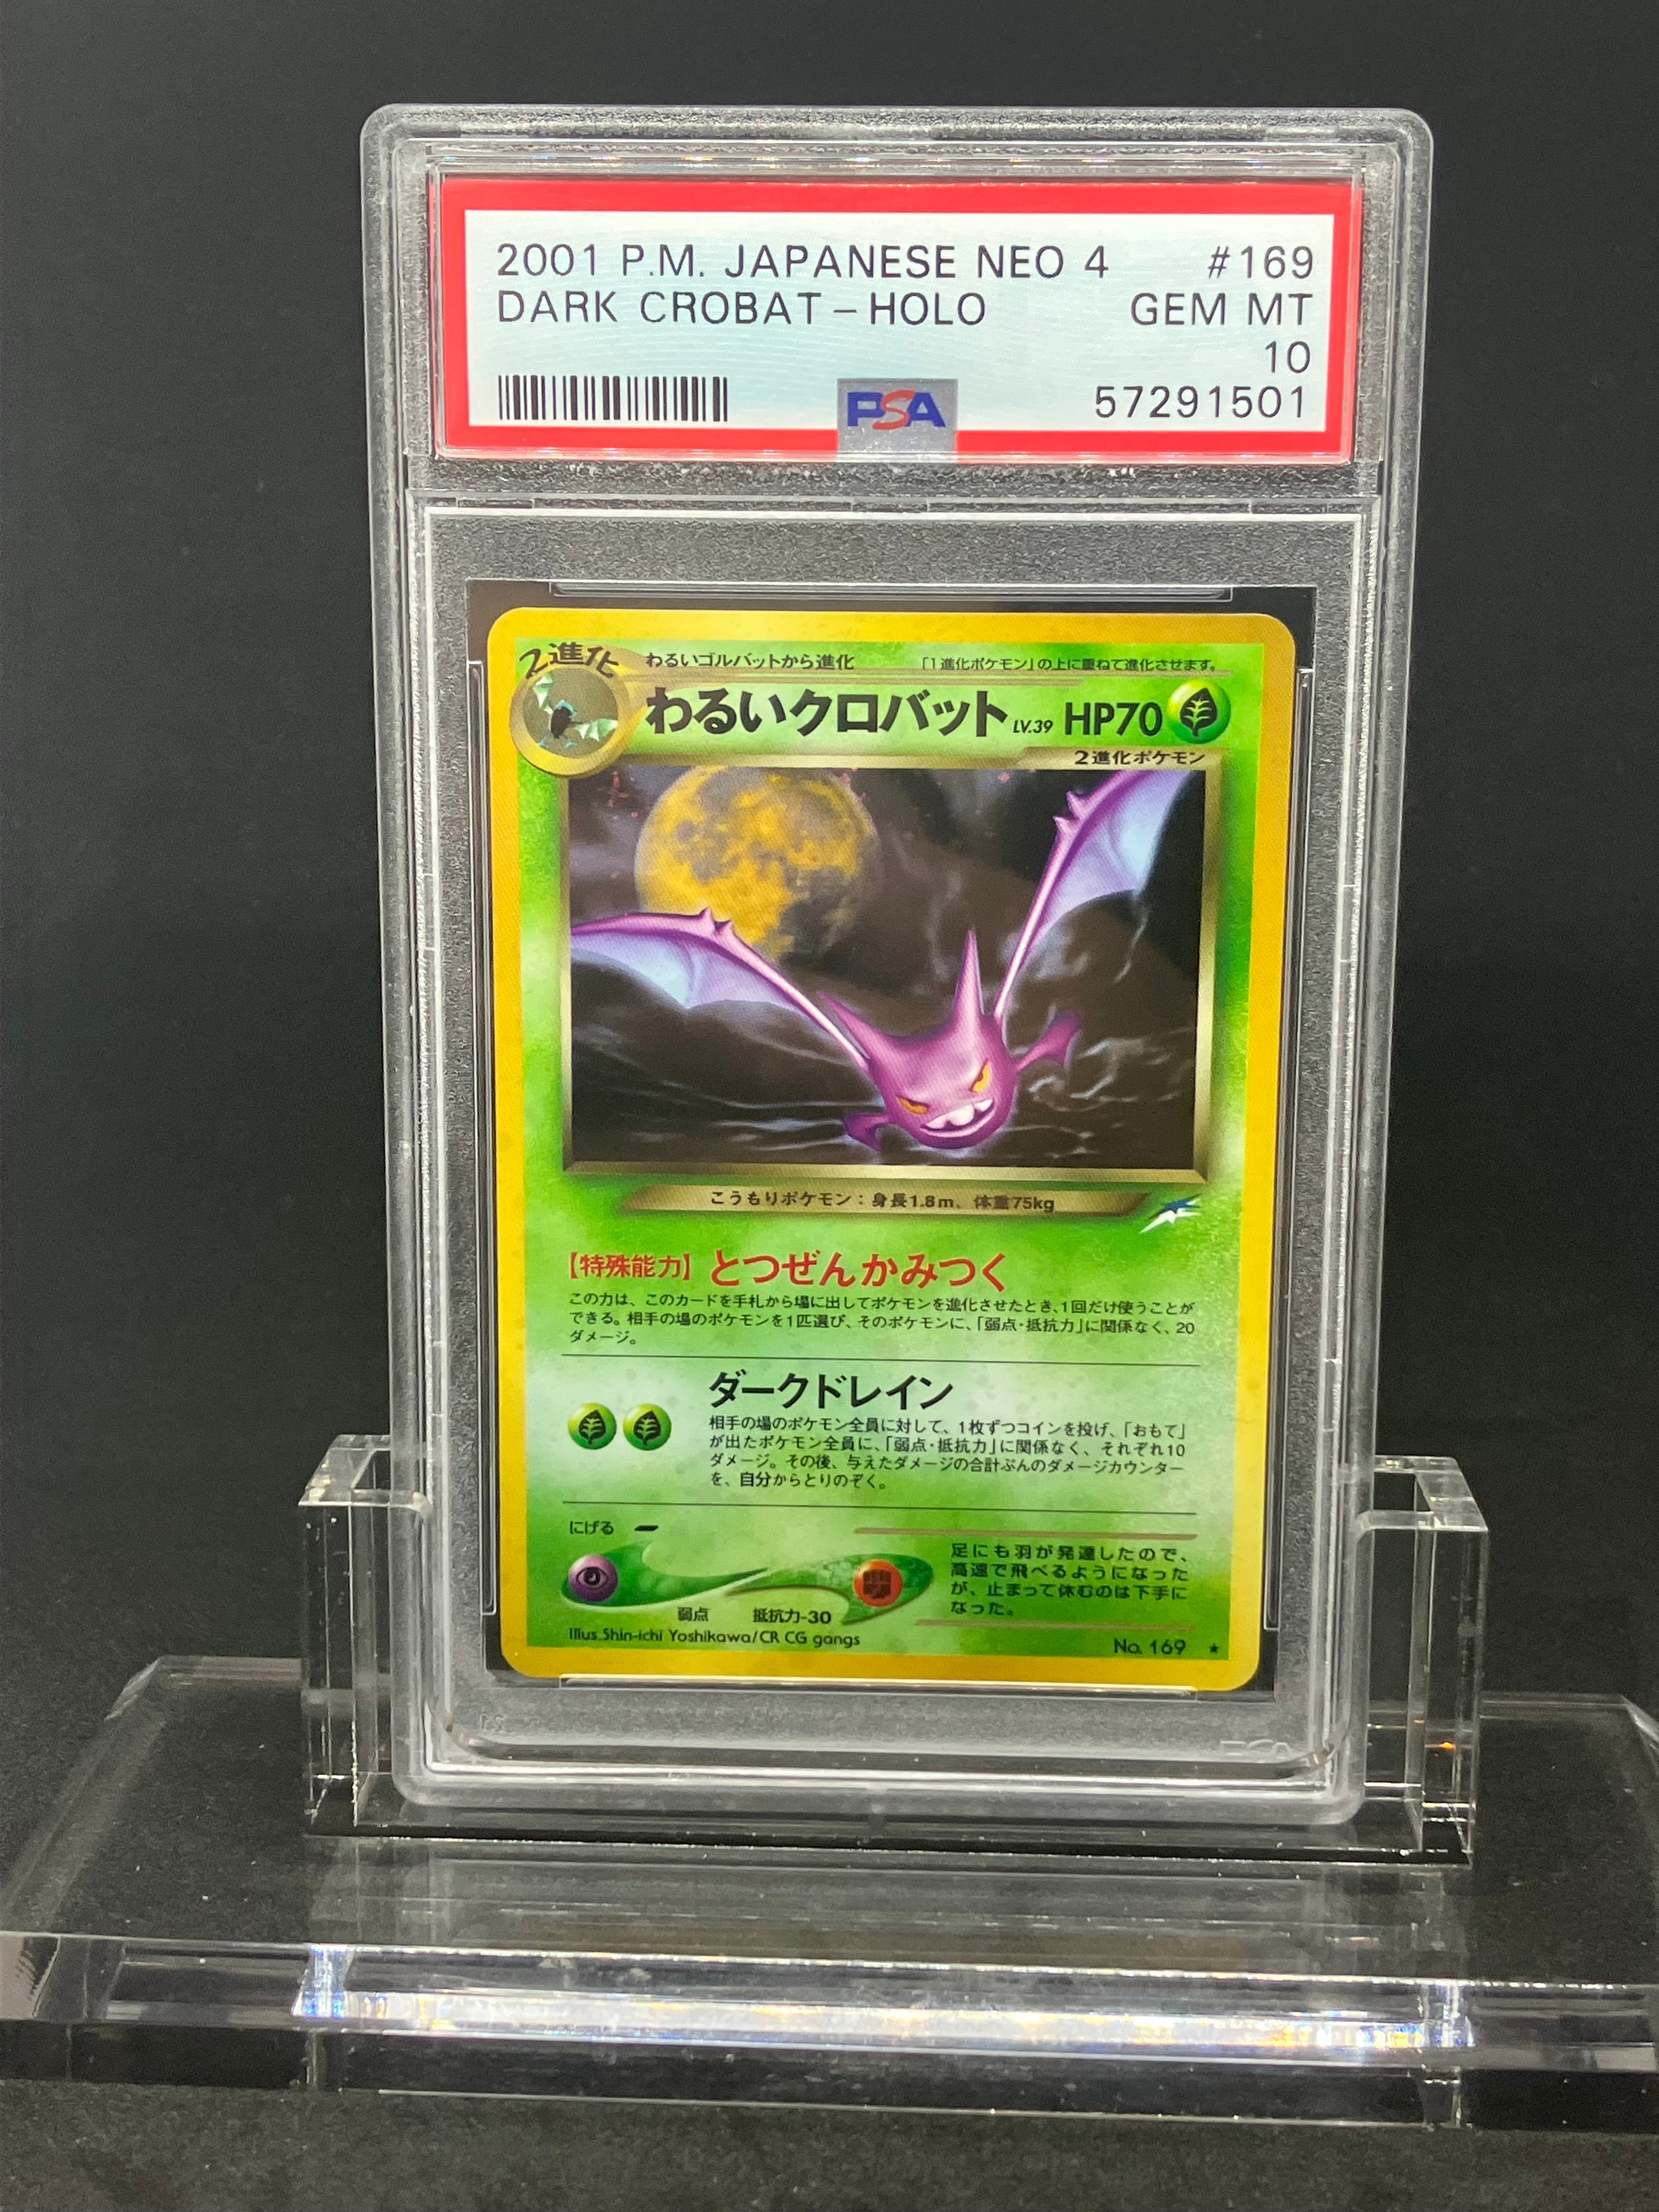 2001 P.M. JAPANESE NEO 4 #169
DARK CROBAT - HOLO GEM MT
10
57291501
PSA
2進化 わるいゴルバットから進化 「1進化ポケモン」の上に重ねて進化させます。
わるいクロバット LV.39 HP70
2進化ポケモン
こうもりポケモン：身長1.8m、体重75kg
【特殊能力】とつぜんかみつく
この力は、このカードを手札から場に出してポケモンを進化させたとき、1回だけ使うことが
できる。相手の場のポケモンを1匹選び、そのポケモンに、「弱点・抵抗力」に関係なく、20
ダメージ。
ダークドレイン
相手の場のポケモン全員に対して、1枚ずつコインを投げ、「おもて」
が出たポケモン全員に、「弱点・抵抗力」に関係なく、それぞれ10
ダメージ。その後、与えたダメージの合計ぶんのダメージカウンター
を、自分からとりのぞく。
にげる
弱点 抵抗力-30
足にも羽が発達したので、
高速で飛べるようになった
が、止まって休むのは下手に
なった。
Illus. Shin-ichi Yoshikawa/CR CG gangs
No. 169 ★
PSA